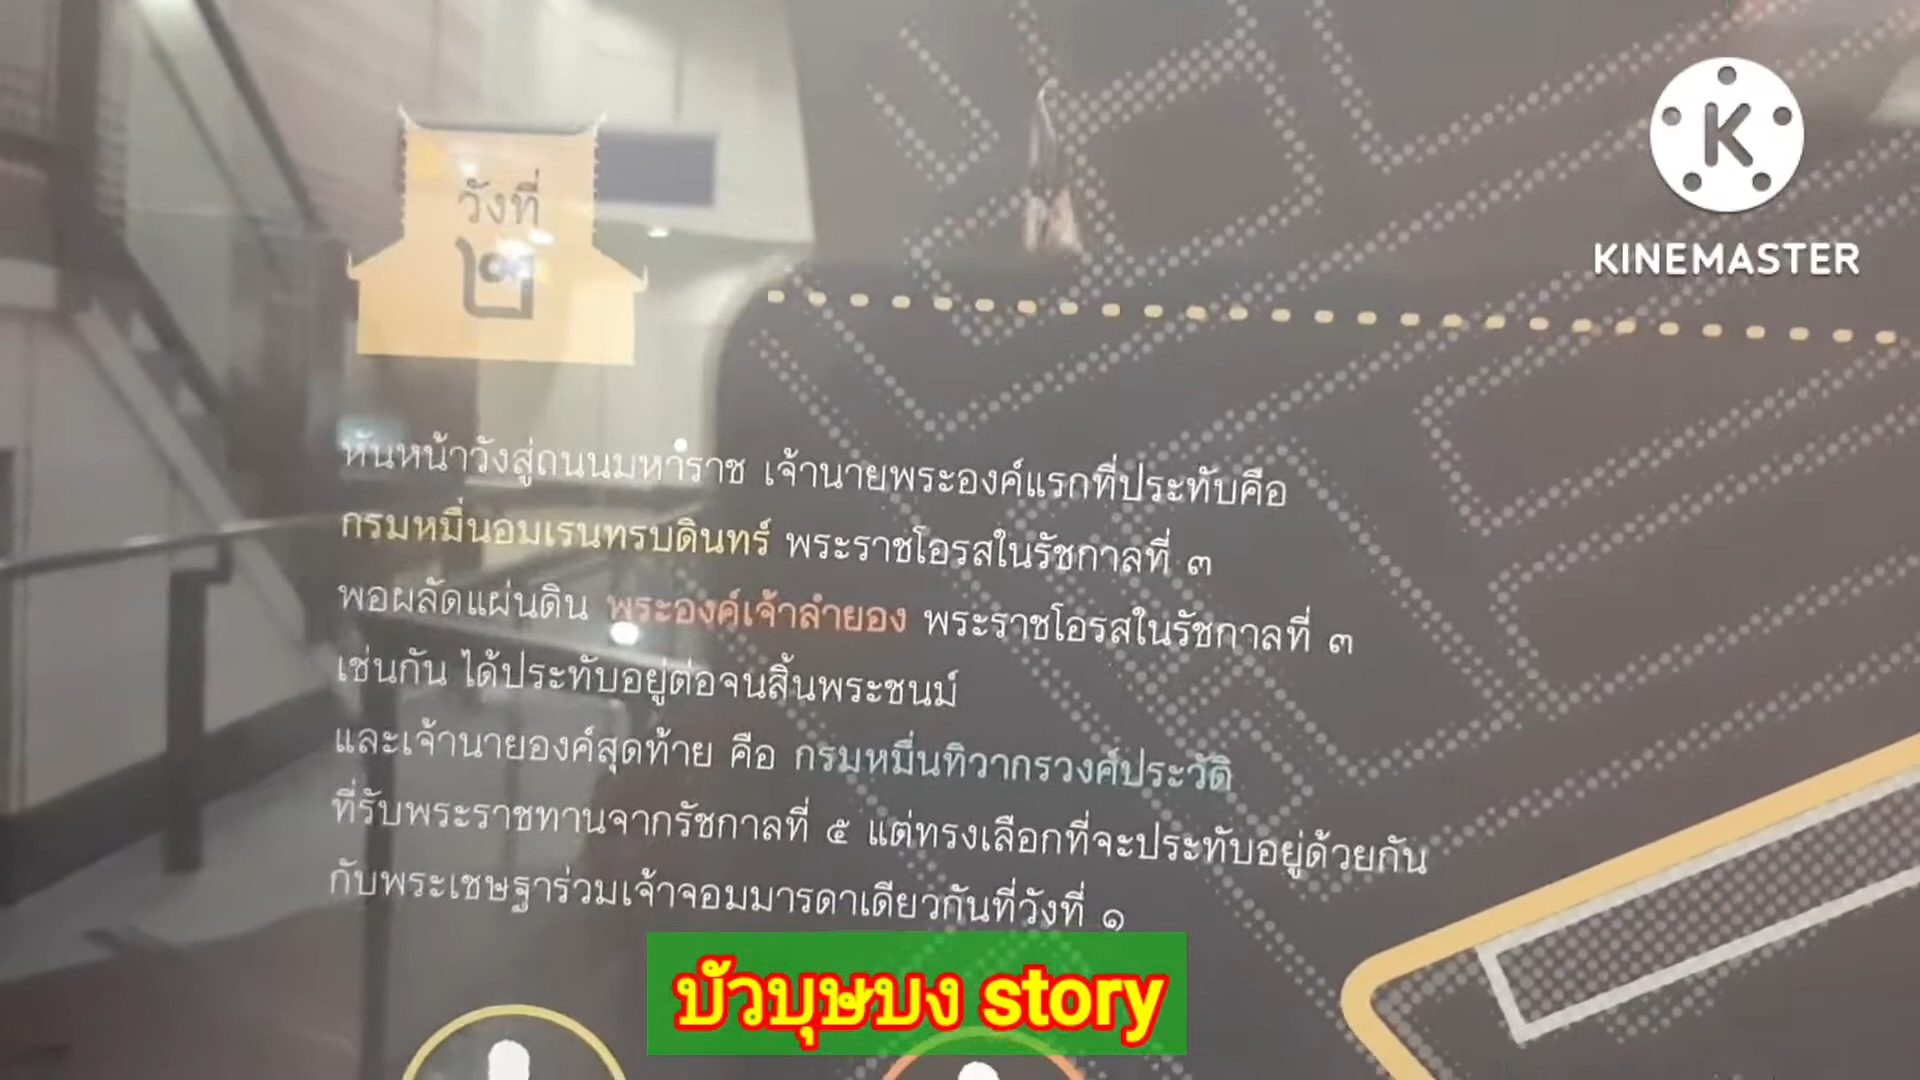 วังที่
๒
KINEMASTER
หันหน้าวังสู่ถนนมหาราช เจ้านายพระองค์แรกที่ประทับคือ
กรมหมื่นอมเรนทรบดินทร์ พระราชโอรสในรัชกาลที่ ๓
พอผลัดแผ่นดิน พระองค์เจ้าลำยอง พระราชโอรสในรัชกาลที่ ๓
เช่นกัน ได้ประทับอยู่ต่อจนสิ้นพระชนม์
และเจ้านายองค์สุดท้าย คือ กรมหมื่นทิวากรวงศ์ประวัติ
ที่รับพระราชทานจากรัชกาลที่ ๕ แต่ทรงเลือกที่จะประทับอยู่ด้วยกัน
กับพระเชษฐาร่วมเจ้าจอมมารดาเดียวกันที่วังที่ ๑
บัวบุษบง story